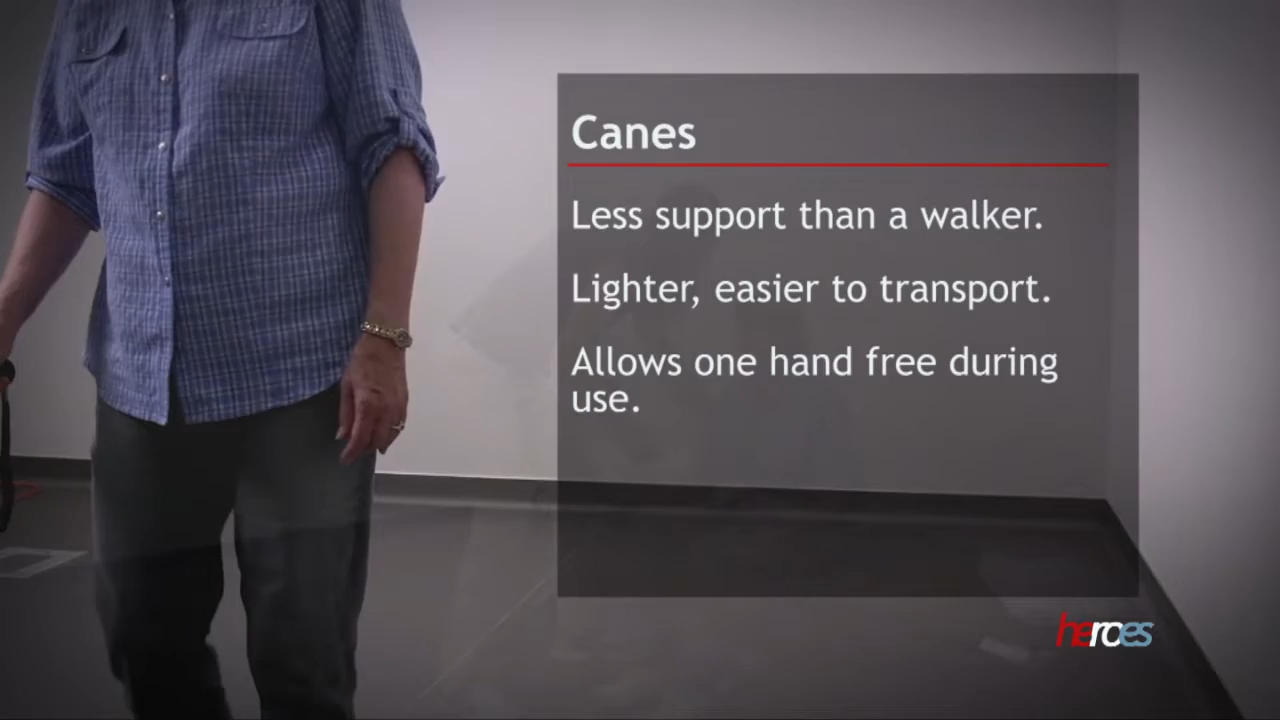 Canes
Less support than a walker.
Lighter, easier to transport.
Allows one hand free during
use.
heroes